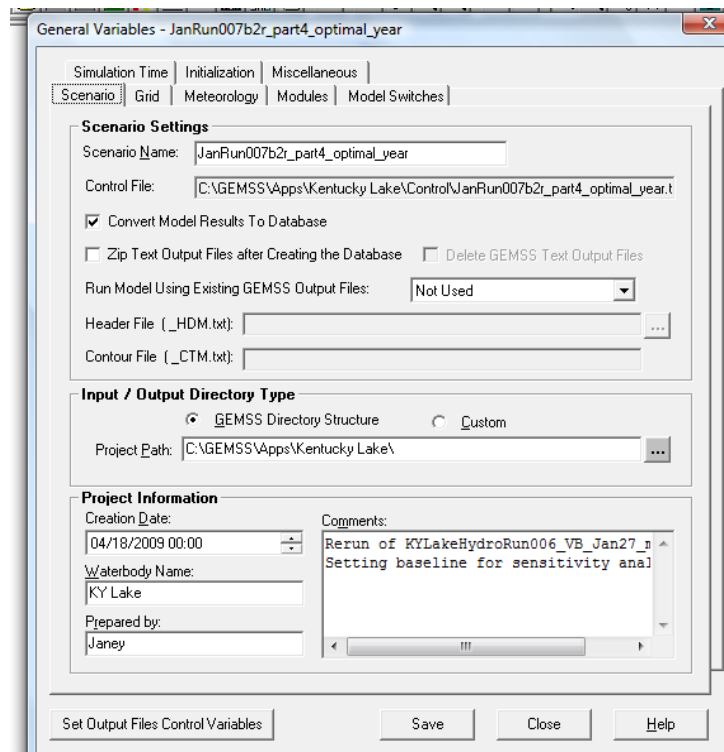 General Variables - JanRun007b2r_part4_optimal_year
Simulation Time Initialization Miscellaneous
Scenario Grid Meteorology Modules Model Switches
Scenario Settings
Scenario Name: JanRun007b2r_part4_optimal_year
Control File: C:\GEMSS\Apps\Kentucky Lake\Control\JanRun007b2r_part4_optimal_year.t
Convert Model Results To Database
Zip Text Output Files after Creating the Database Delete GEMSS Text Output Files
Run Model Using Existing GEMSS Output Files: Not Used
Header File (_HDM.txt): ...
Contour File (_CTM.txt):
Input / Output Directory Type
GEMSS Directory Structure Custom
Project Path: C:\GEMSS\Apps\Kentucky Lake\ ...
Project Information
Creation Date:
04/18/2009 00:00
Waterbody Name:
KY Lake
Prepared by:
Janey
Comments:
Rerun of KYLakeHydroRun006_VB_Jan27_m
Setting baseline for sensitivity anal
Set Output Files Control Variables Save Close Help